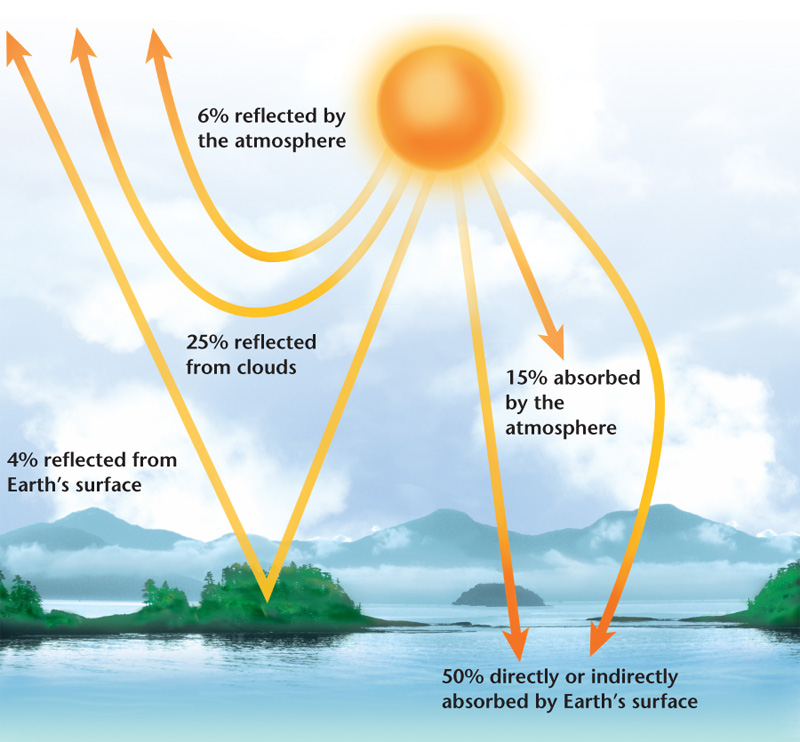 6% reflected by
the atmosphere
25% reflected
from clouds
15% absorbed
by the
atmosphere
4% reflected from
Earth's surface
50% directly or indirectly
absorbed by Earth's surface